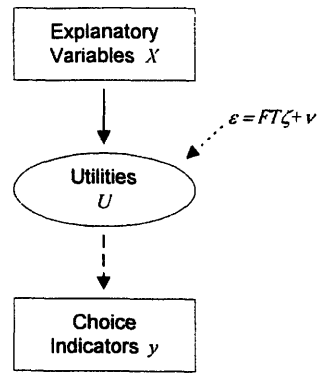 Explanatory
Variables X
ε = FTζ + ν
Utilities
U
Choice
Indicators y